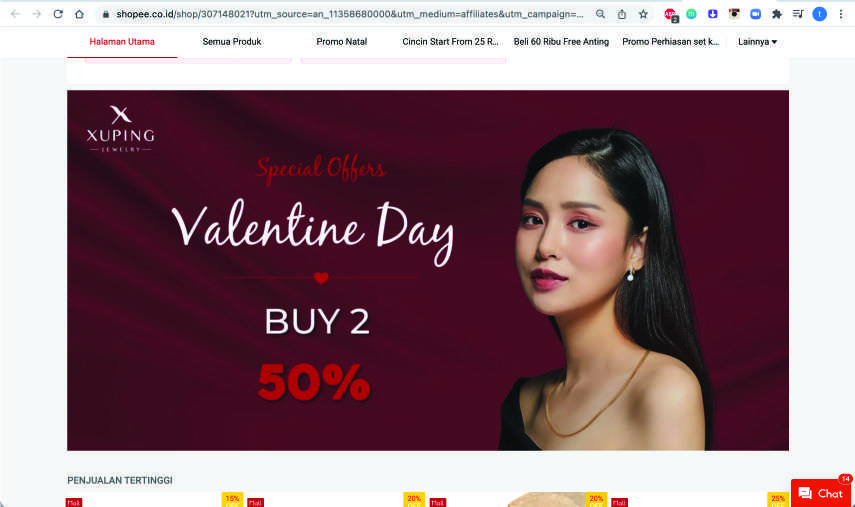 shopee.co.id/shop/307148021?utm_source=an_11358680000&utm_medium=affiliates&utm_campaign=...
2
m
t
Halaman Utama
Semua Produk
Promo Natal
Cincin Start From 25 R...
Beli 60 Ribu Free Anting
Promo Perhiasan set k...
Lainnya
XUPING
JEWELRY
Special Offers
Valentine Day
BUY 2
50%
PENJUALAN TERTINGGI
Mall
15%
Mall
20%
Mall
20%
Mall
25%
14
Chat